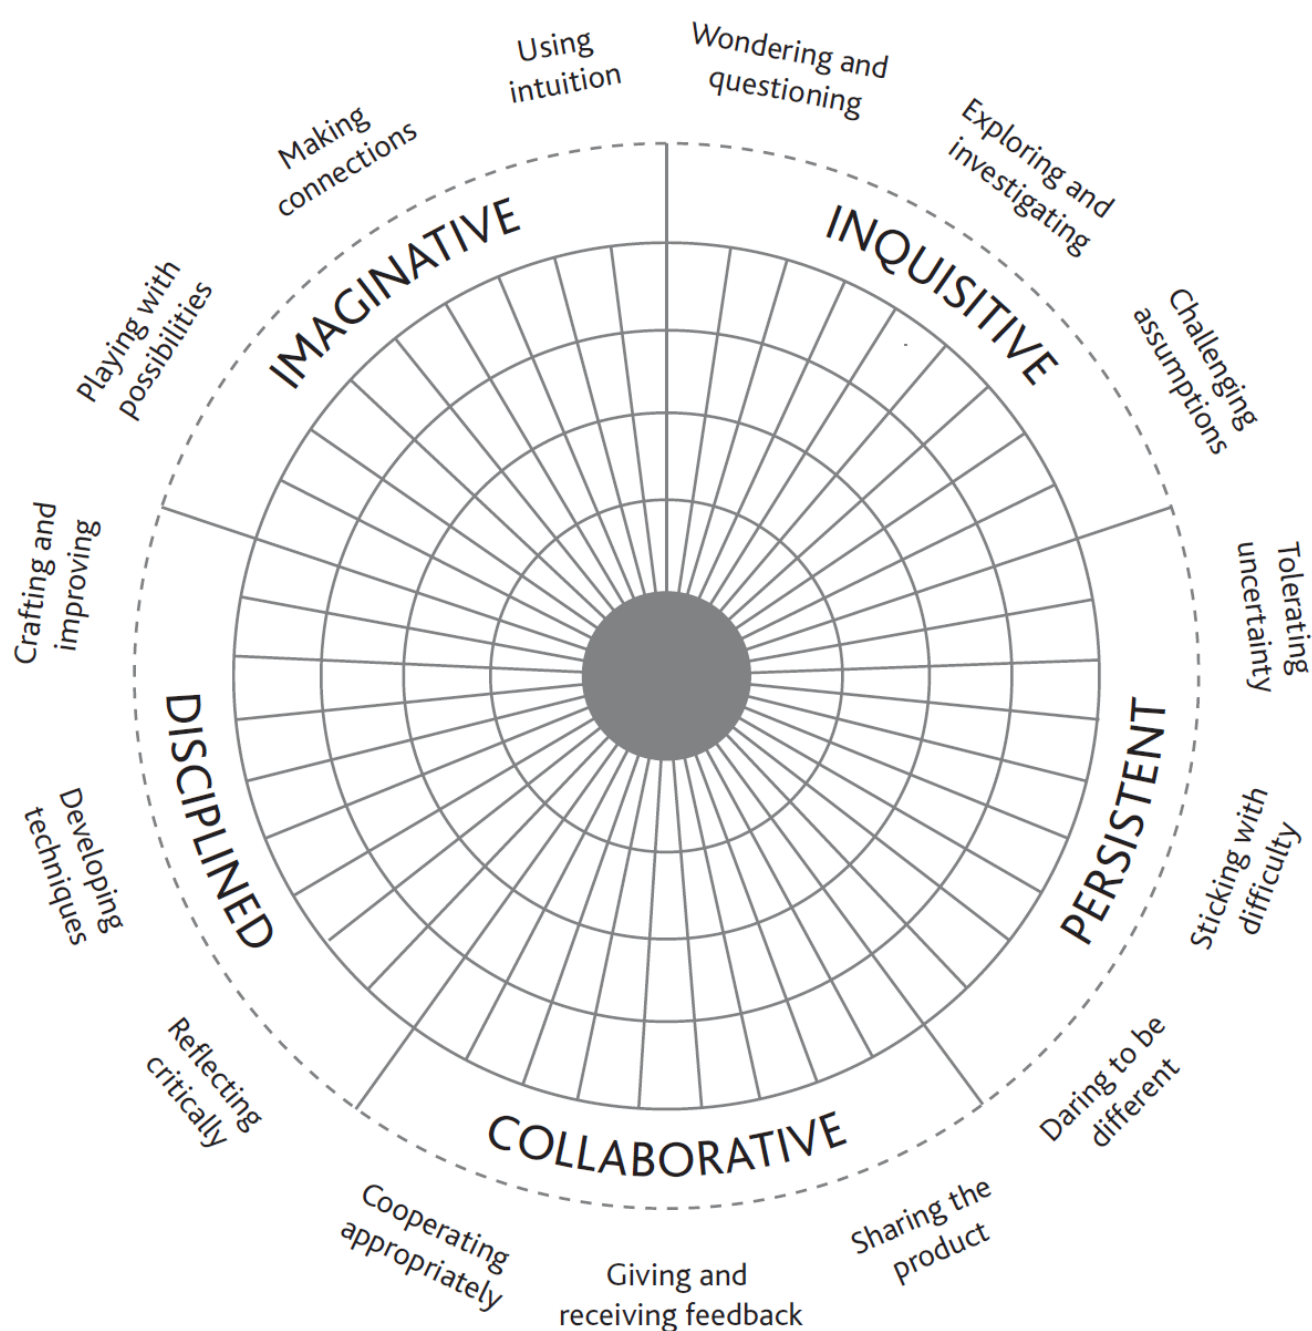 Wondering and
questioning
Exploring and
investigating
Challenging
assumptions
INQUISITIVE
Tolerating
uncertainty
Sticking with
difficulty
Daring to be
different
PERSISTENT
Sharing the
product
Giving and
receiving feedback
Cooperating
appropriately
COLLABORATIVE
Reflecting
critically
Developing
techniques
Crafting and
improving
DISCIPLINED
Playing with
possibilities
Making
connections
Using
intuition
IMAGINATIVE